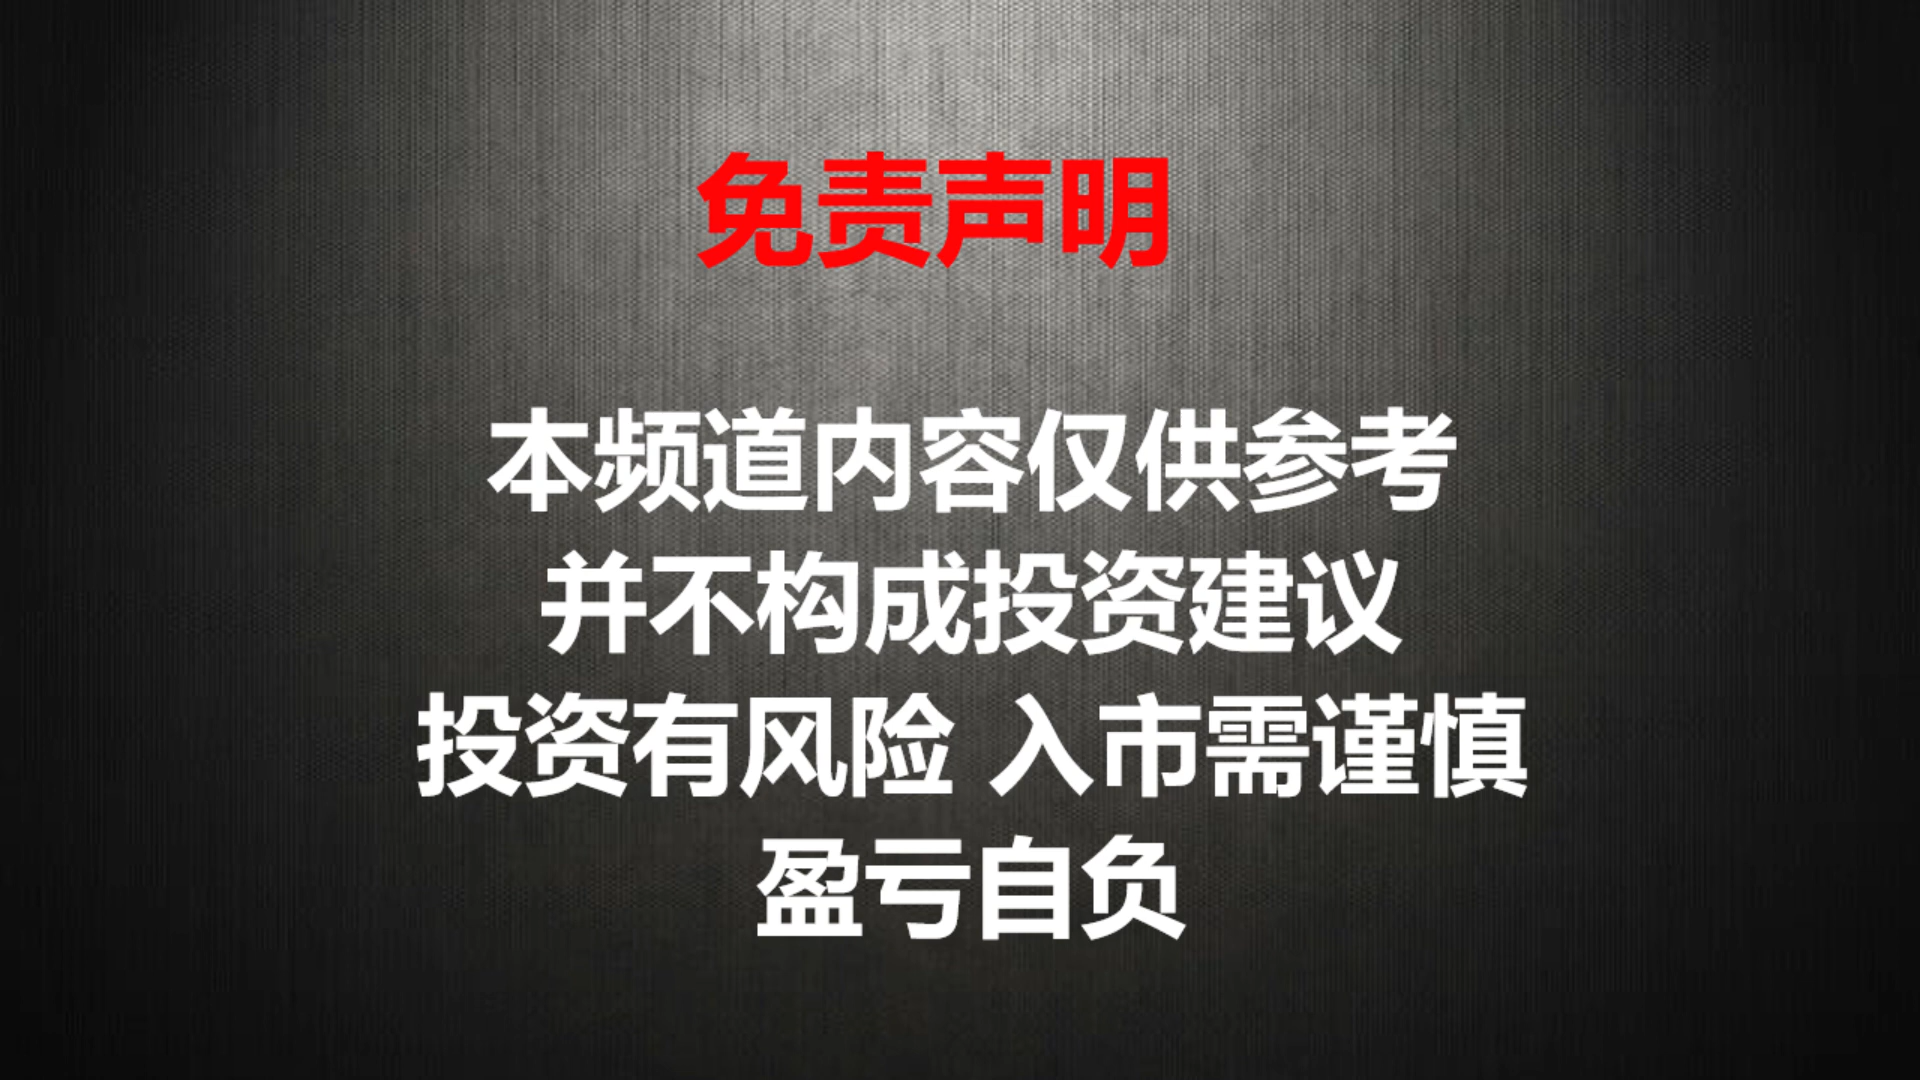 免责声明
本频道内容仅供参考
并不构成投资建议
投资有风险 入市需谨慎
盈亏自负